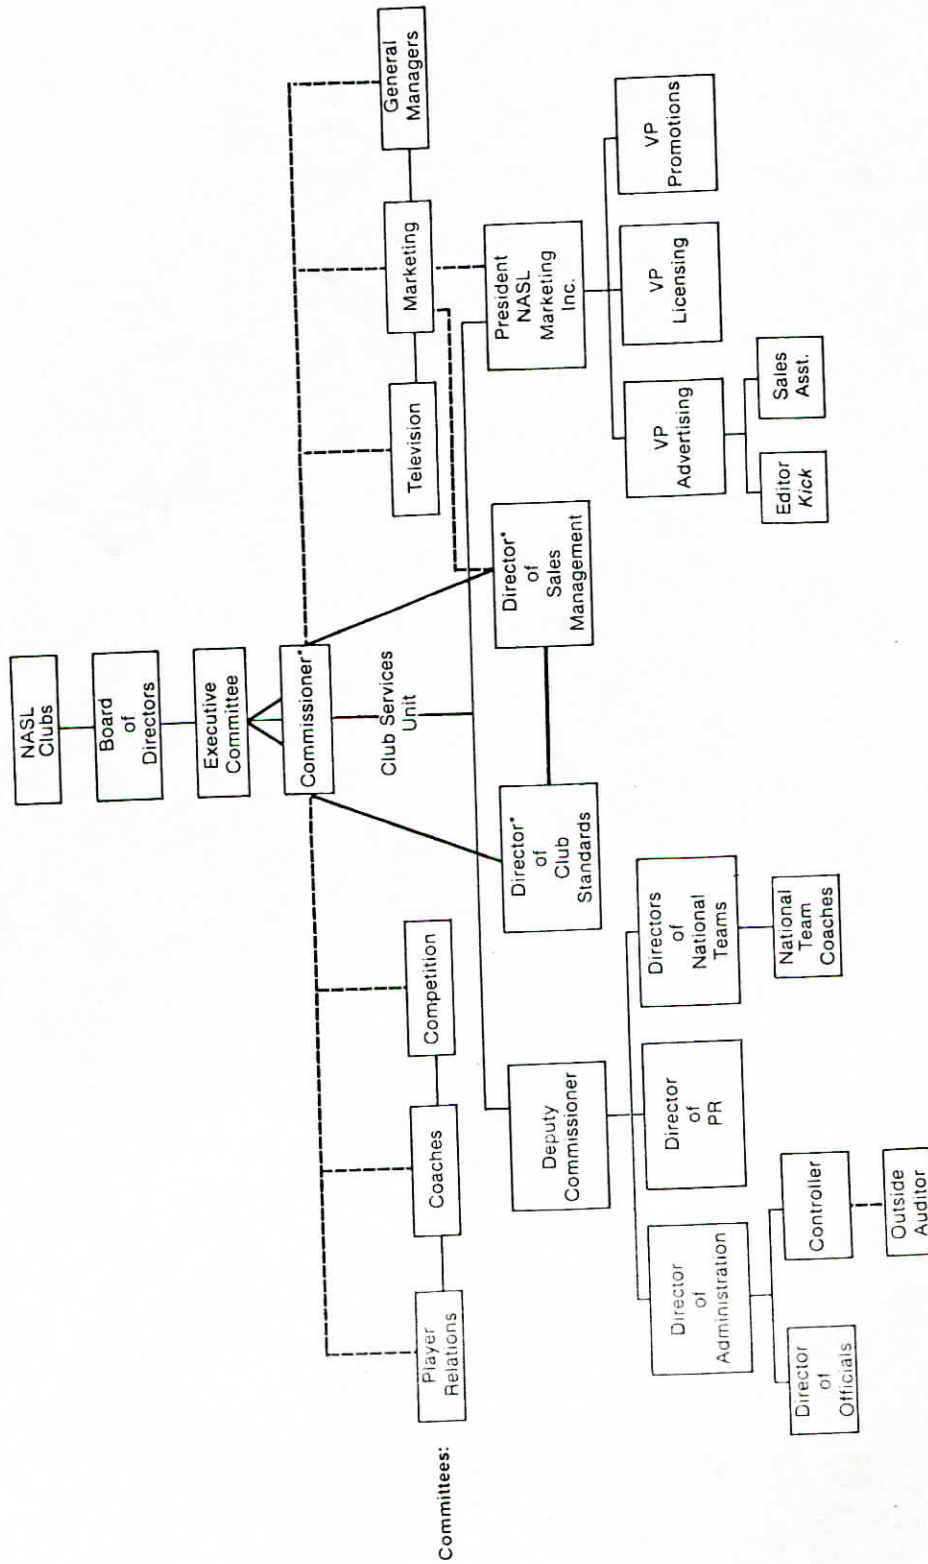 NASL
Clubs
Board
of
Directors
Executive
Committee
Commissioner*
Club Services
Unit
Committees:
Player
Relations
Coaches
Competition
Television
Marketing
General
Managers
Deputy
Commissioner
Director*
of
Club
Standards
Director*
of
Sales
Management
President
NASL
Marketing
Inc.
Director
of
Administration
Director
of
PR
Directors
of
National
Teams
VP
Advertising
VP
Licensing
VP
Promotions
Director
of
Officials
Controller
National
Team
Coaches
Editor
Kick
Sales
Asst.
Outside
Auditor